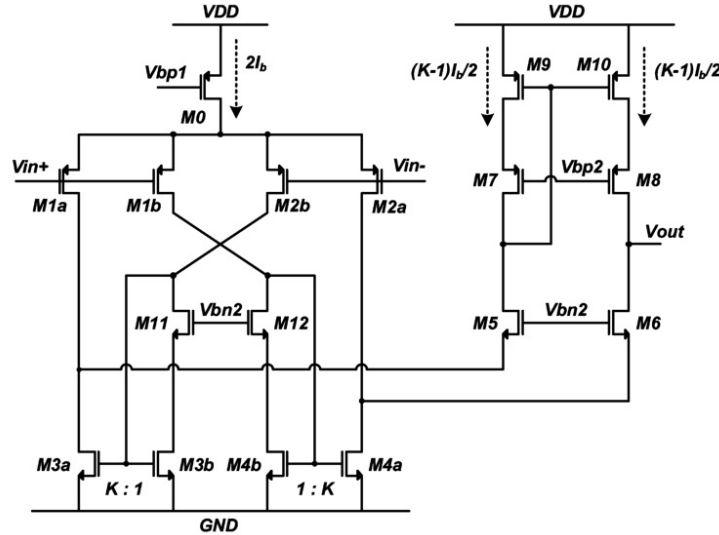 VDD VDD
Vbp1 2Ib (K-1)Ib/2 M9 M10 (K-1)Ib/2
M0
Vin+ Vin-
M1a M1b M2b M2a M7 Vbp2 M8
Vout
M11 Vbn2 M12 M5 Vbn2 M6
M3a M3b M4b M4a
K : 1 1 : K
GND